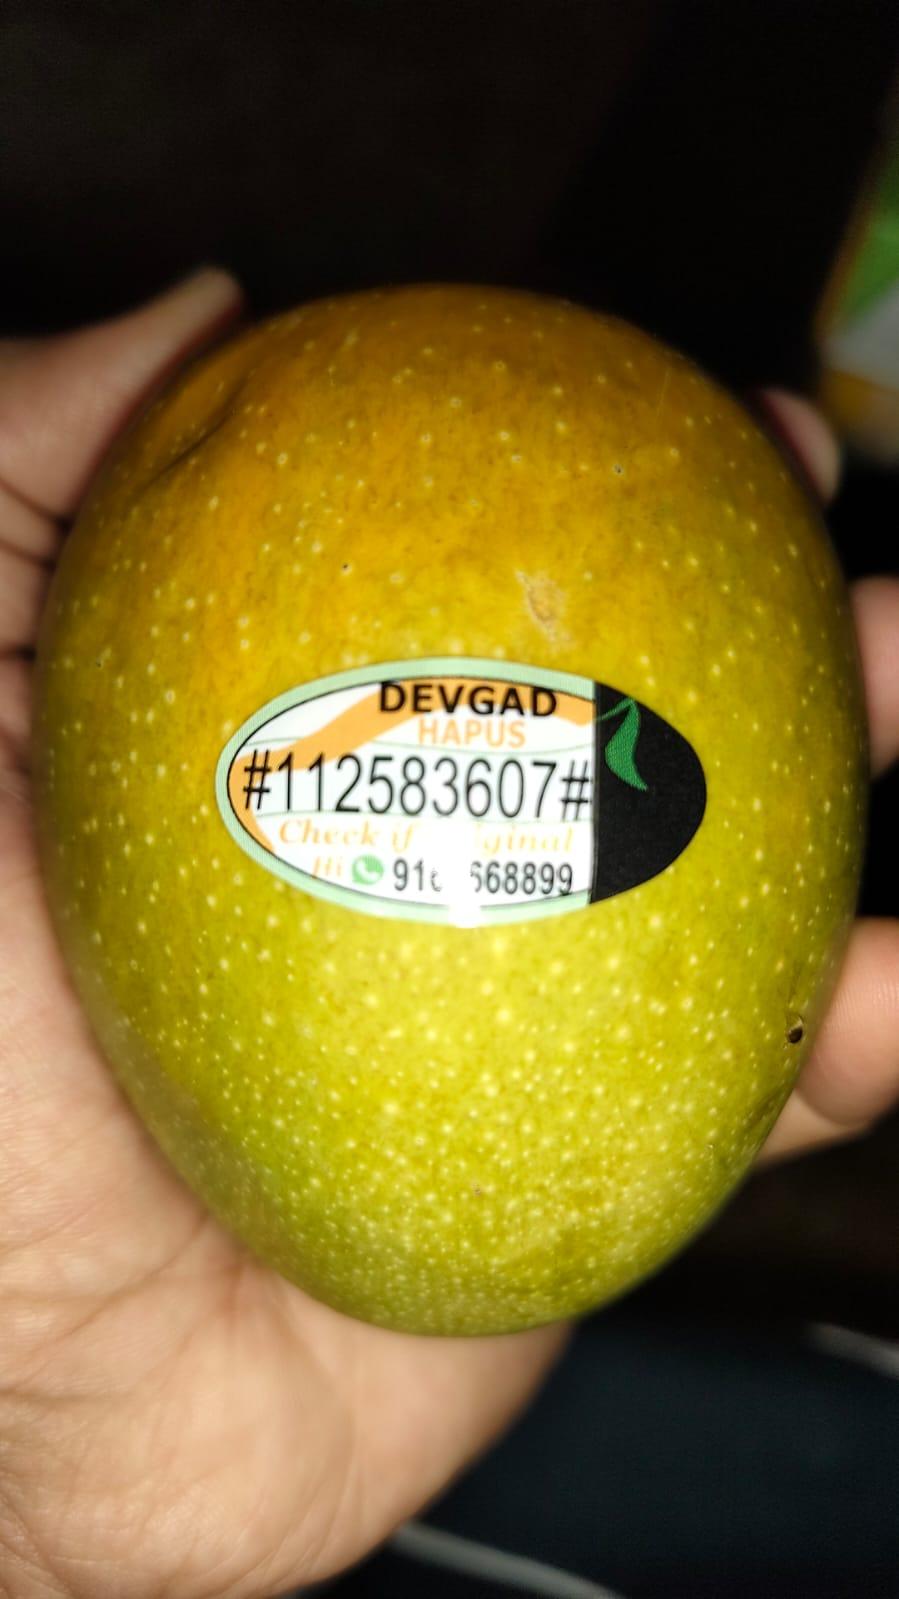 DEVGAD
HAPUS
#112583607#
Check if
Hi